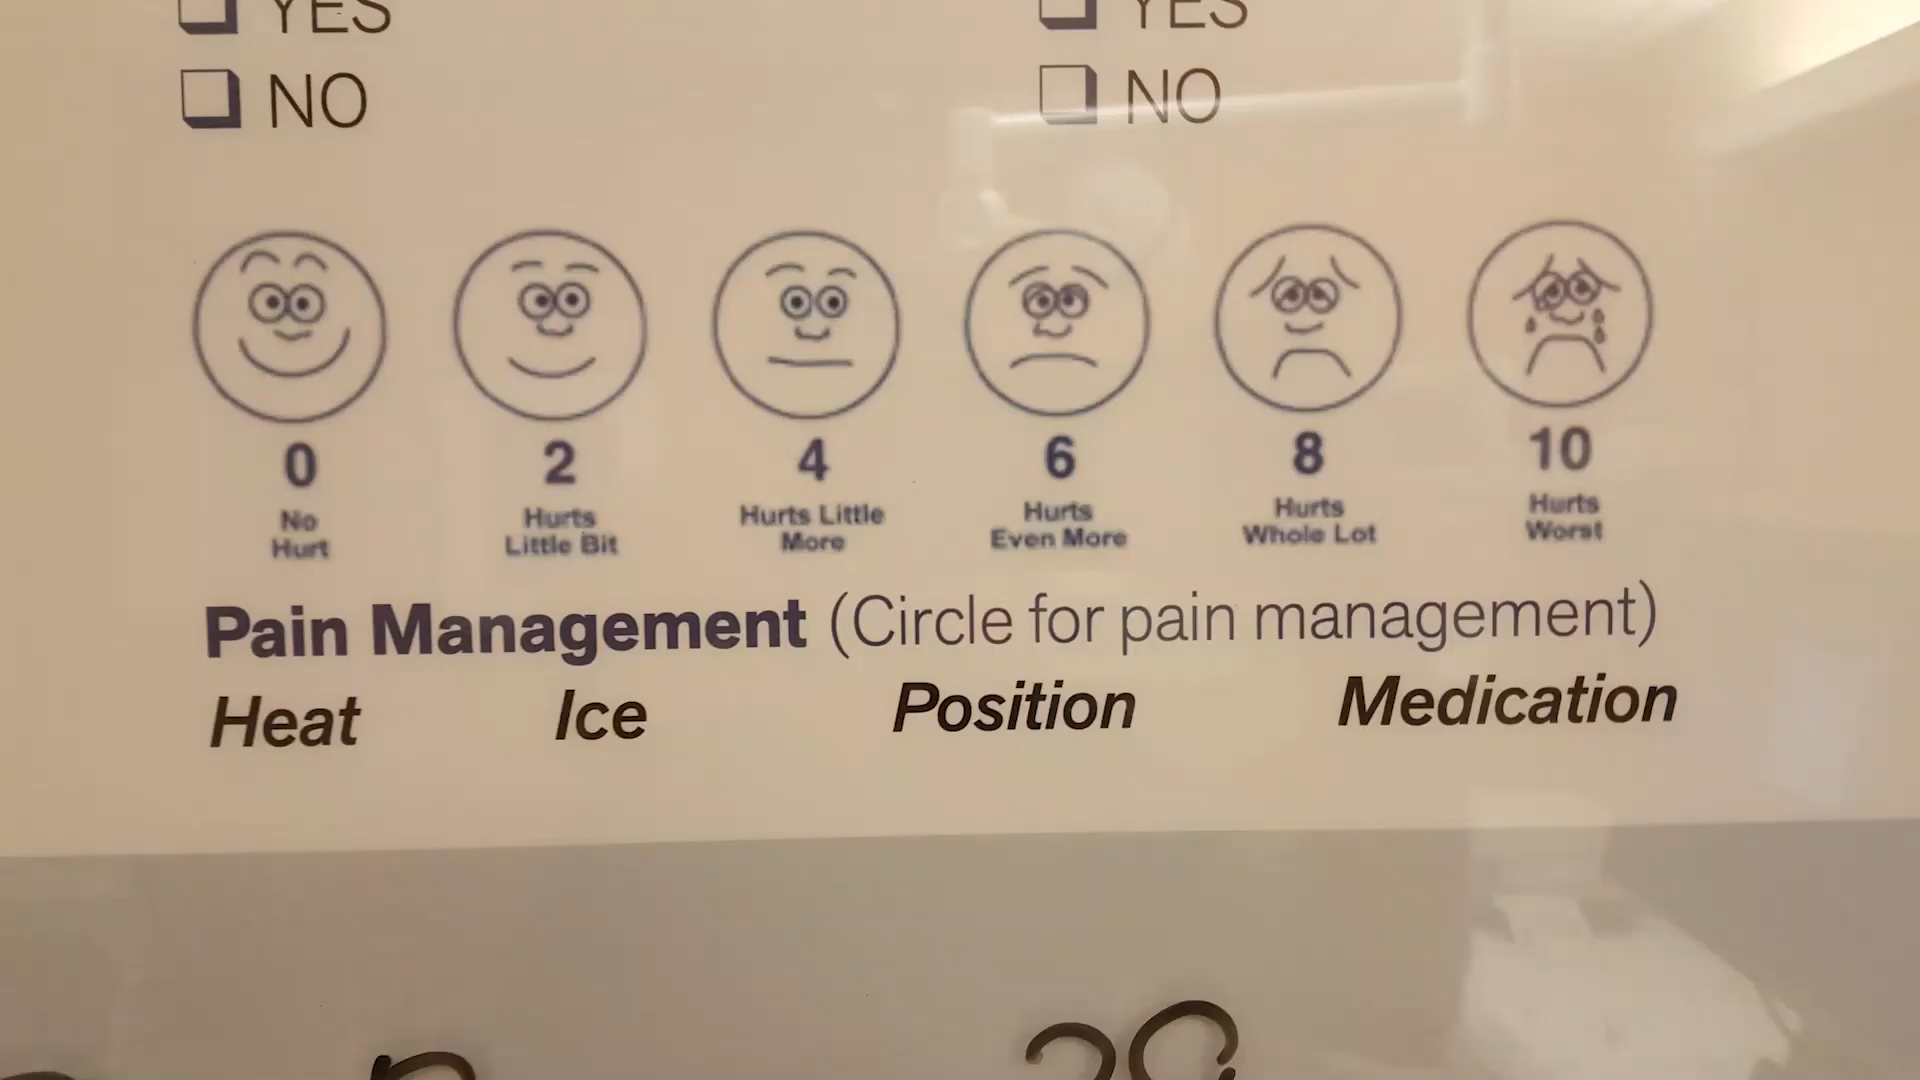 YES YES
NO NO
0 2 4 6 8 10
No Hurt Hurts Little Bit Hurts Little More Hurts Even More Hurts Whole Lot Hurts Worst
Pain Management (Circle for pain management)
Heat Ice Position Medication